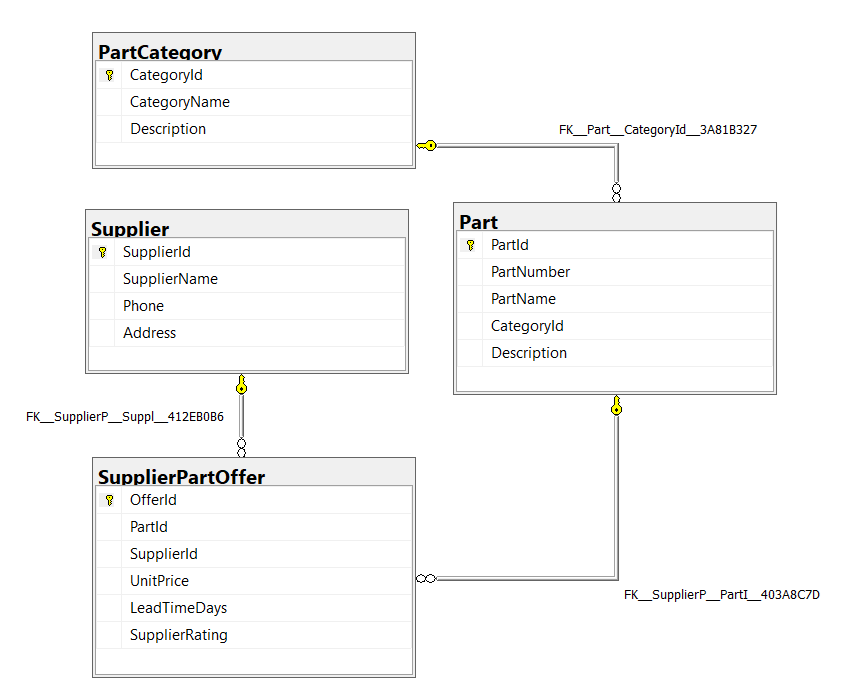 PartCategory
CategoryId
CategoryName
Description
FK__Part__CategoryId__3A81B327
Supplier
SupplierId
SupplierName
Phone
Address
Part
PartId
PartNumber
PartName
CategoryId
Description
FK__SupplierP__Suppl__412EB0B6
SupplierPartOffer
OfferId
PartId
SupplierId
UnitPrice
LeadTimeDays
SupplierRating
FK__SupplierP__PartI__403A8C7D